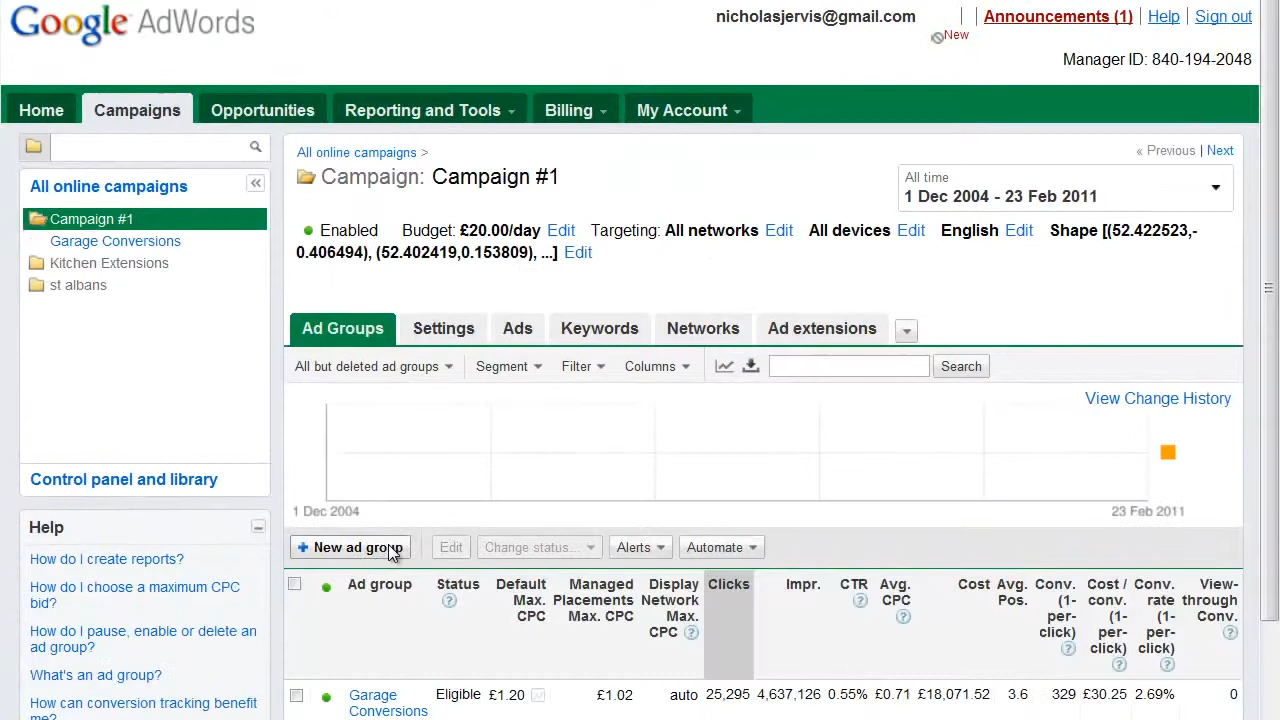 Google AdWords
nicholasjervis@gmail.com | Announcements (1) | Help | Sign out
New
Manager ID: 840-194-2048
Home Campaigns Opportunities Reporting and Tools Billing My Account
All online campaigns «
Campaign #1
Garage Conversions
Kitchen Extensions
st albans
Control panel and library
Help
How do I create reports?
How do I choose a maximum CPC
bid?
How do I pause, enable or delete an
ad group?
What's an ad group?
How can conversion tracking benefit
me?
All online campaigns >
« Previous | Next
Campaign: Campaign #1
All time
1 Dec 2004 - 23 Feb 2011
Enabled Budget: £20.00/day Edit Targeting: All networks Edit All devices Edit English Edit Shape [(52.422523,-
0.406494), (52.402419,0.153809), ...] Edit
Ad Groups Settings Ads Keywords Networks Ad extensions
All but deleted ad groups Segment Filter Columns Search
View Change History
1 Dec 2004 23 Feb 2011
+ New ad group Edit Change status... Alerts Automate
Ad group
Status
?
Default
Max.
CPC
Managed
Placements
Max. CPC
Display
Network
Max.
CPC ?
Clicks
Impr.
CTR
?
Avg.
CPC
?
Cost
Avg.
Pos.
Conv.
(1-
per-
click)
?
Cost /
conv.
(1-
per-
click)
?
Conv.
rate
(1-
per-
click)
?
View-
through
Conv.
?
Garage Eligible £1.20 £1.02 auto 25,295 4,637,126 0.55% £0.71 £18,071.52 3.6 329 £30.25 2.69% 0
Conversions